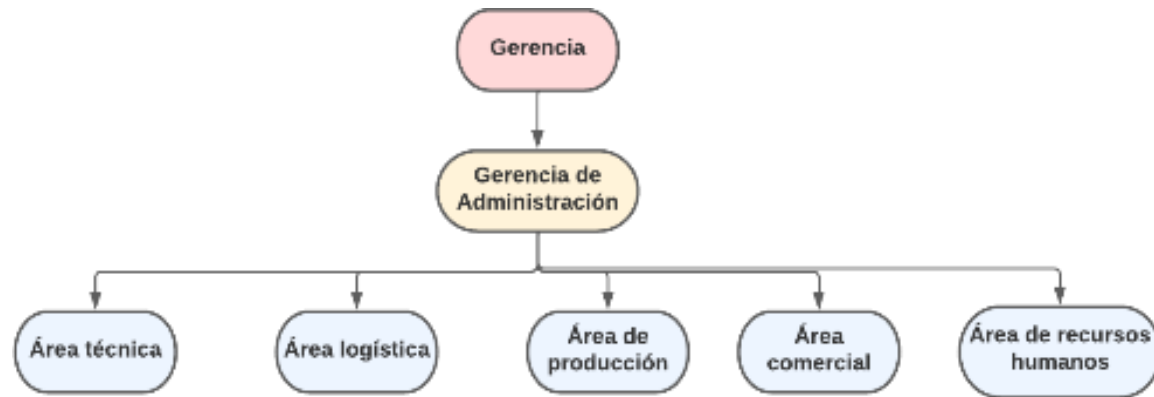 Gerencia
Gerencia de
Administración
Área técnica
Área logística
Área de
producción
Área
comercial
Área de recursos
humanos